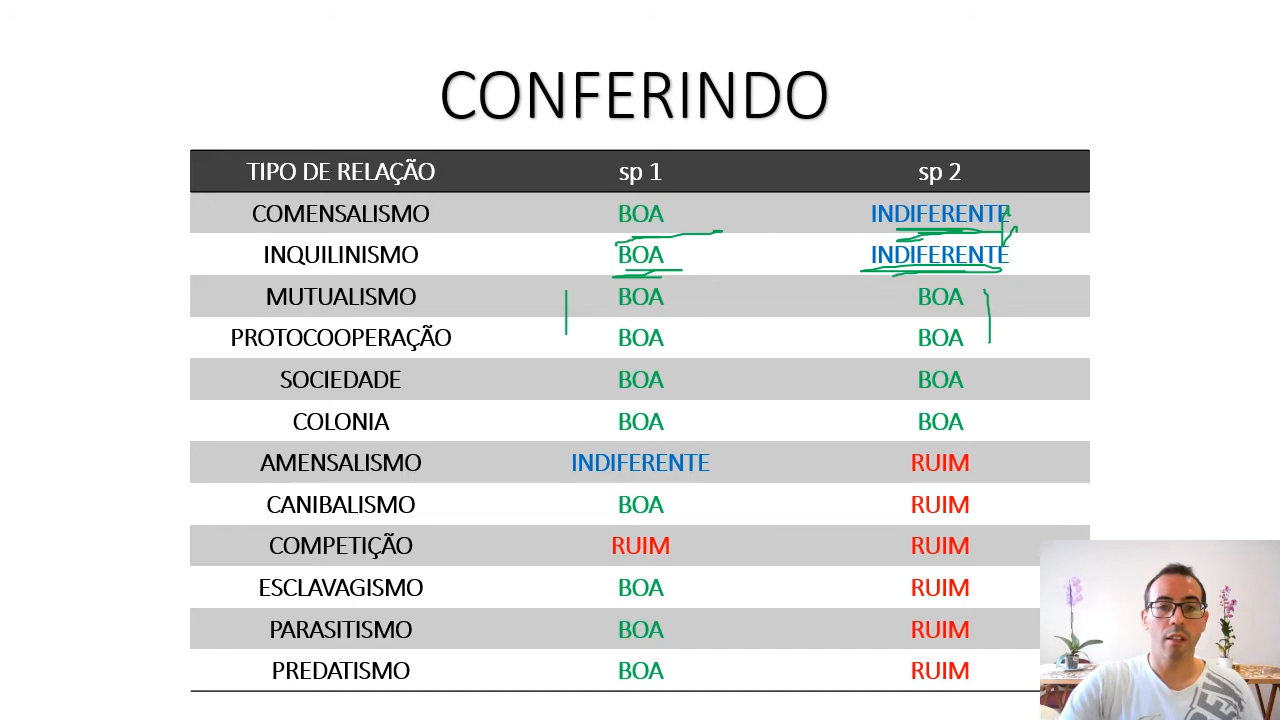 CONFERINDO
TIPO DE RELAÇÃO sp 1 sp 2
COMENSALISMO BOA INDIFERENTE
INQUILINISMO BOA INDIFERENTE
MUTUALISMO BOA BOA
PROTOCOOPERAÇÃO BOA BOA
SOCIEDADE BOA BOA
COLONIA BOA BOA
AMENSALISMO INDIFERENTE RUIM
CANIBALISMO BOA RUIM
COMPETIÇÃO RUIM RUIM
ESCLAVAGISMO BOA RUIM
PARASITISMO BOA RUIM
PREDATISMO BOA RUIM